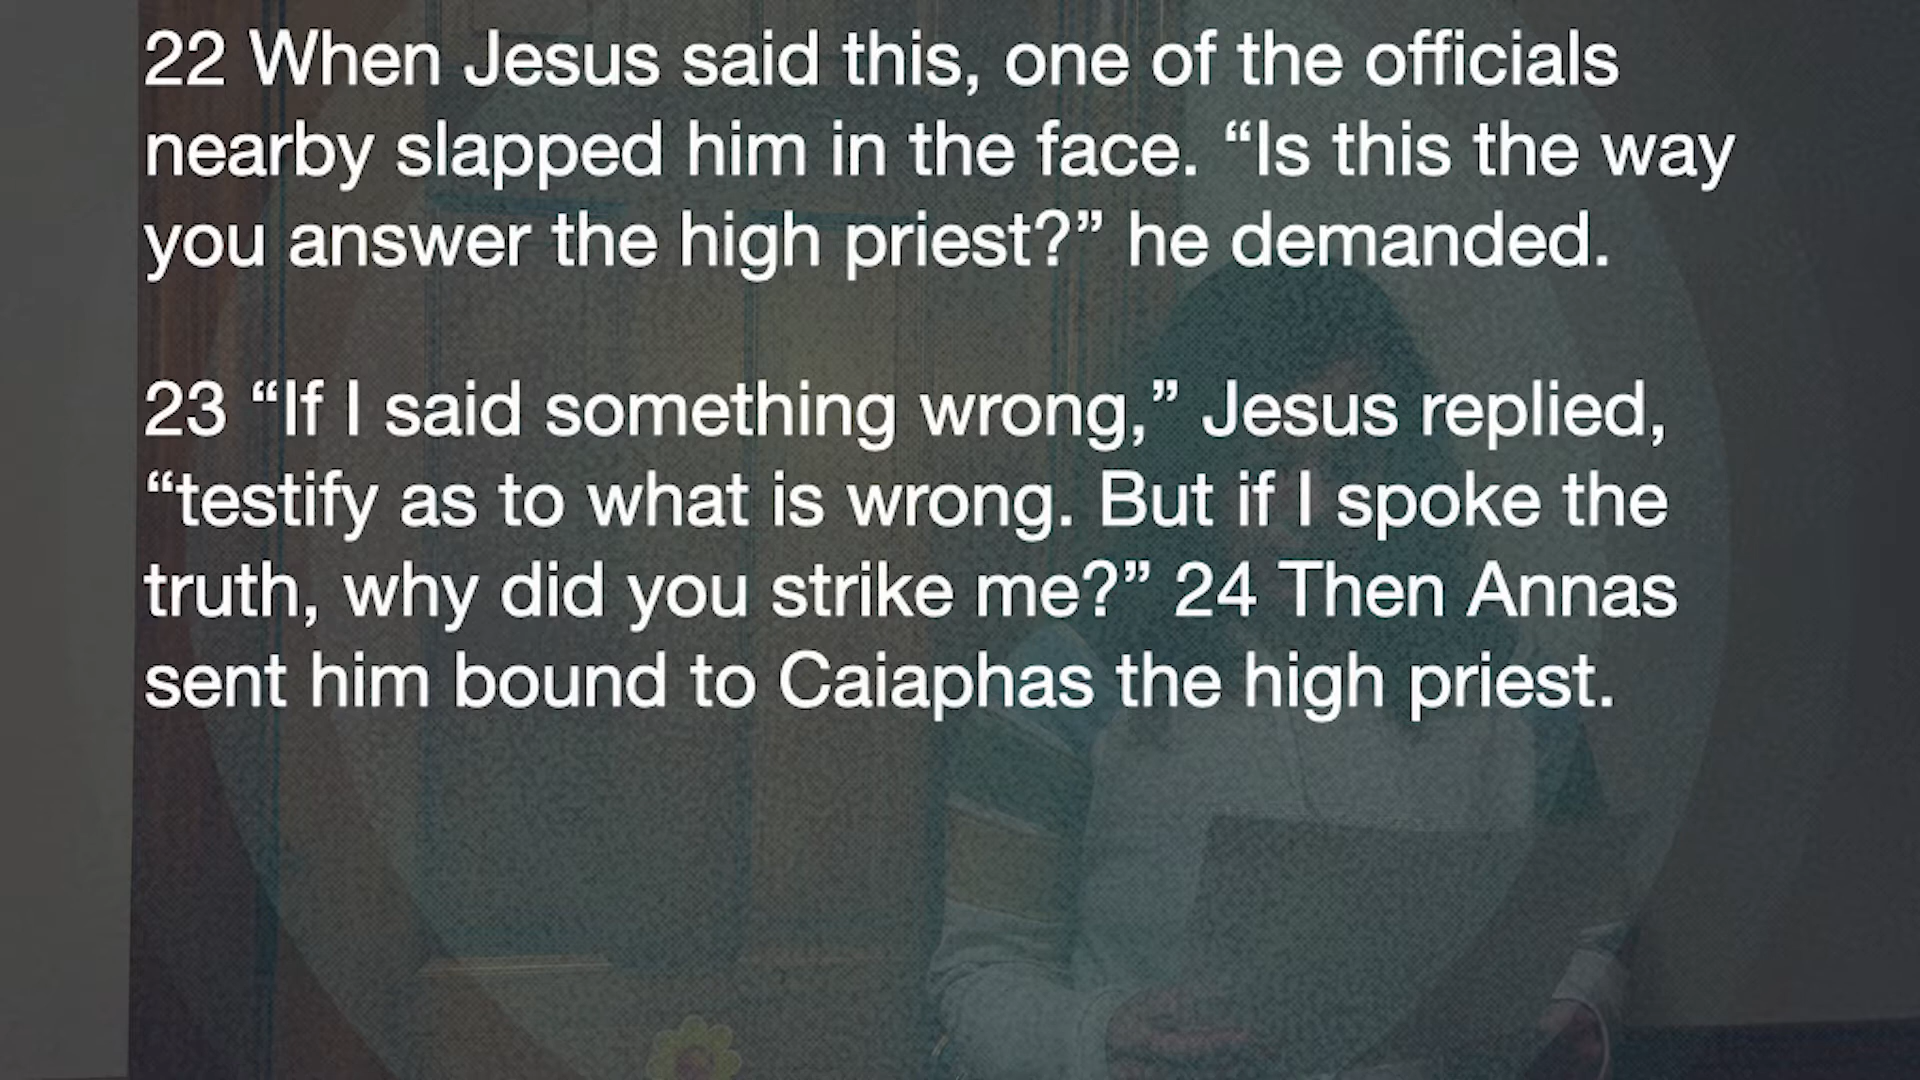 22 When Jesus said this, one of the officials
nearby slapped him in the face. “Is this the way
you answer the high priest?” he demanded.
23 “If I said something wrong,” Jesus replied,
“testify as to what is wrong. But if I spoke the
truth, why did you strike me?” 24 Then Annas
sent him bound to Caiaphas the high priest.